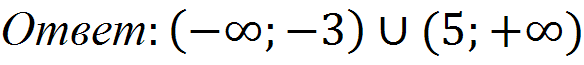 Ответ: (−∞; −3) ∪ (5; +∞)